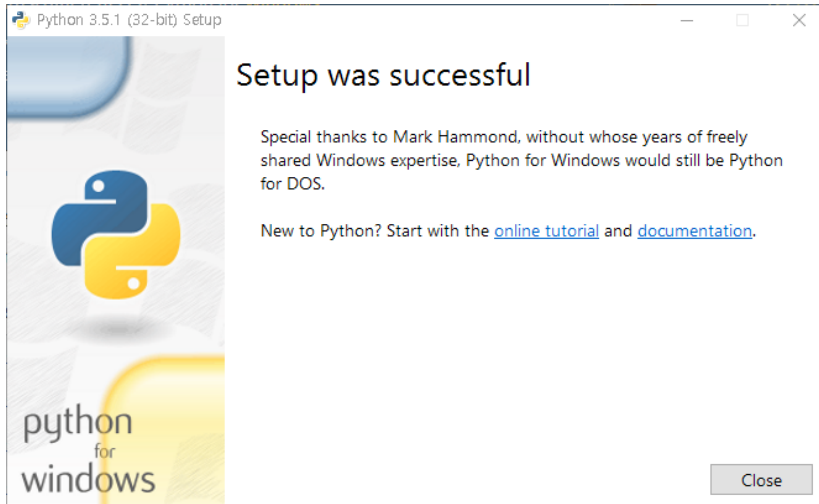 Python 3.5.1 (32-bit) Setup
Setup was successful
Special thanks to Mark Hammond, without whose years of freely
shared Windows expertise, Python for Windows would still be Python
for DOS.
New to Python? Start with the online tutorial and documentation.
python
for
windows
Close